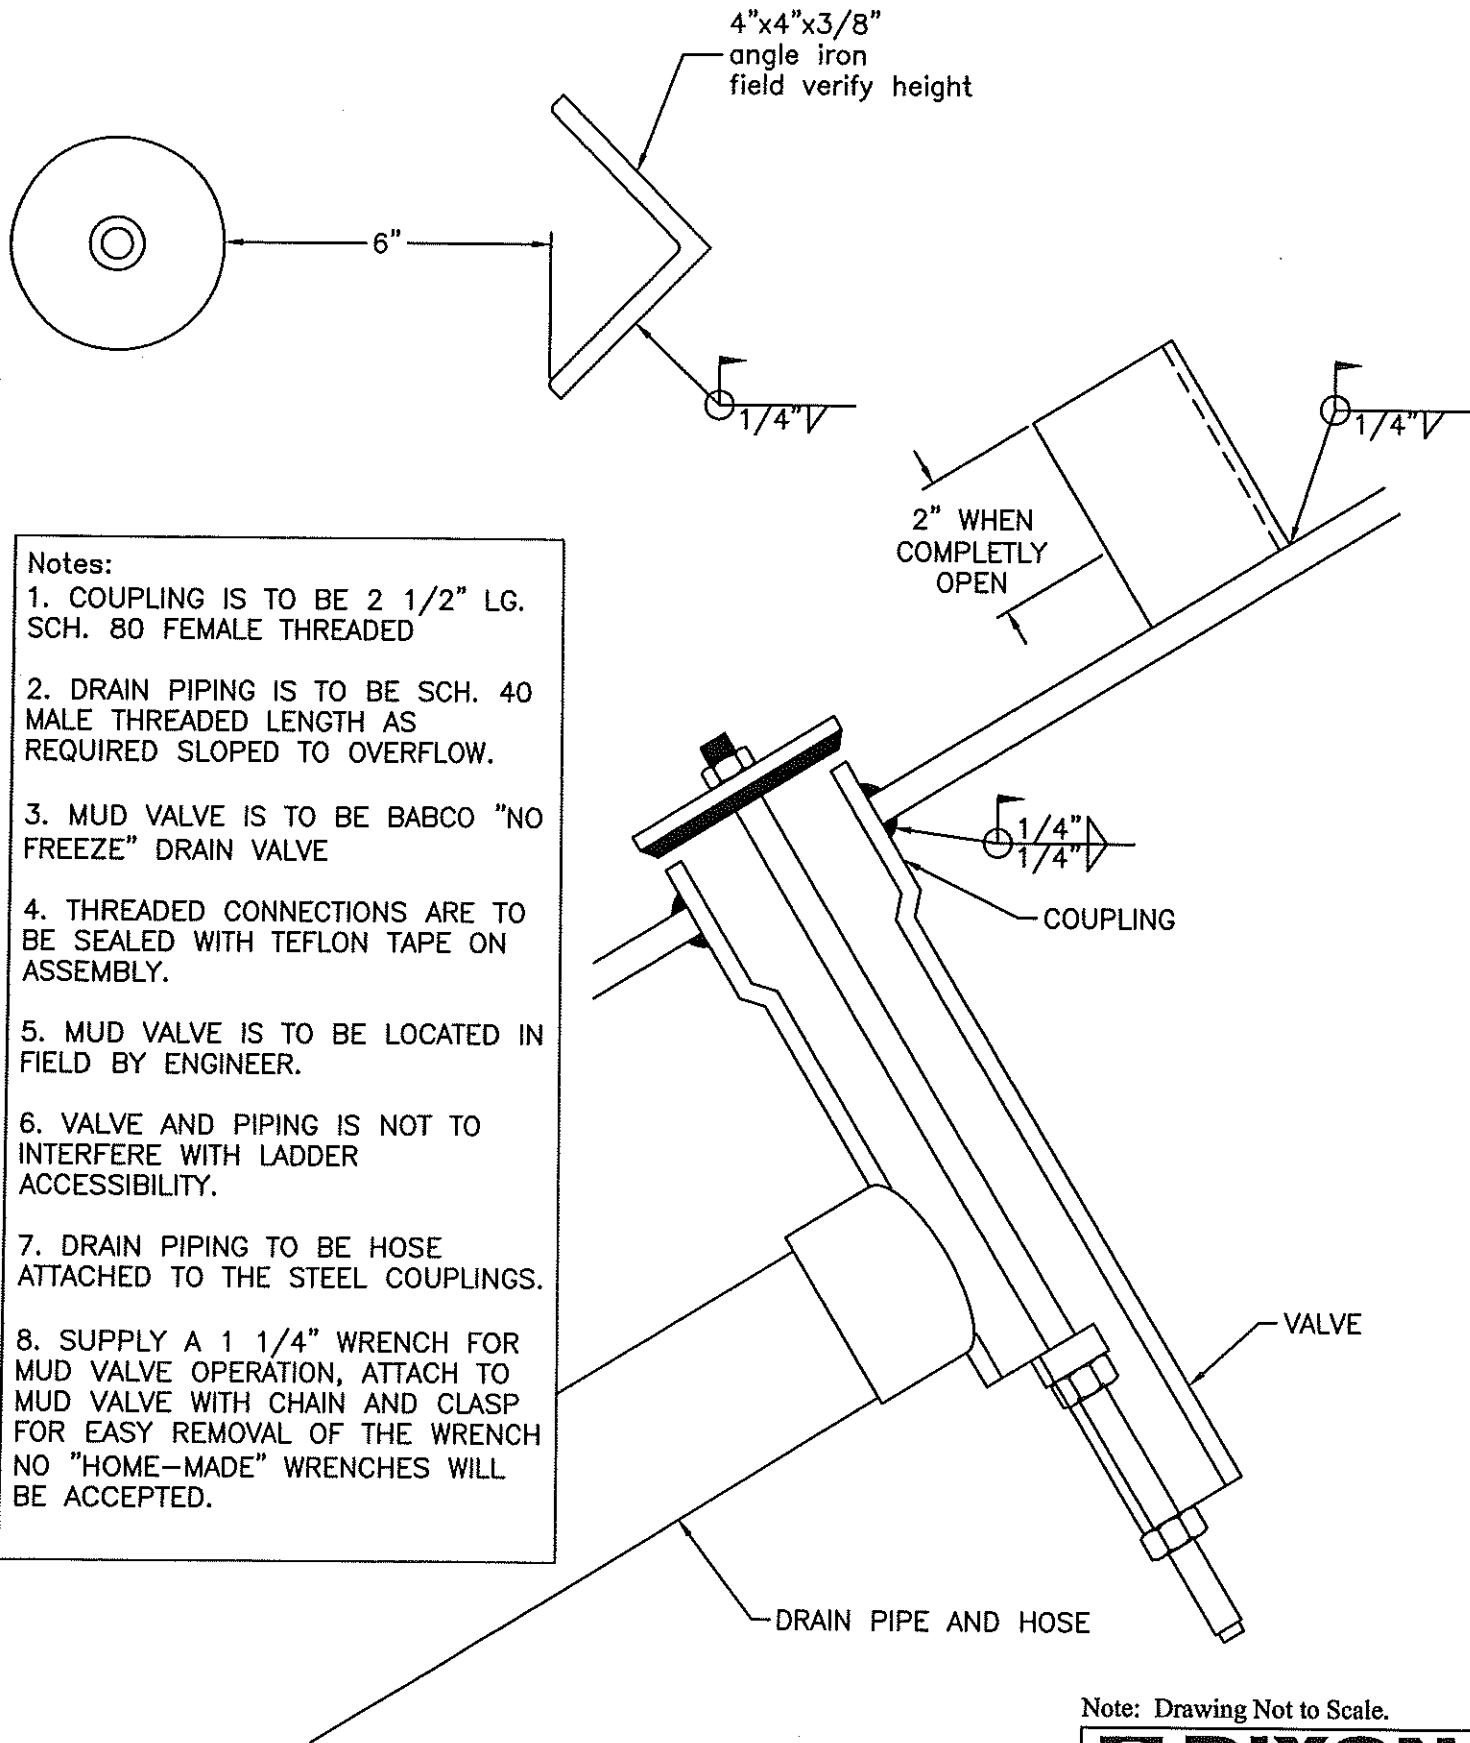 4"x4"x3/8"
angle iron
field verify height
6"
1/4"
1/4"
2" WHEN
COMPLETLY
OPEN
Notes:
1. COUPLING IS TO BE 2 1/2" LG.
SCH. 80 FEMALE THREADED
2. DRAIN PIPING IS TO BE SCH. 40
MALE THREADED LENGTH AS
REQUIRED SLOPED TO OVERFLOW.
3. MUD VALVE IS TO BE BABCO "NO
FREEZE" DRAIN VALVE
4. THREADED CONNECTIONS ARE TO
BE SEALED WITH TEFLON TAPE ON
ASSEMBLY.
5. MUD VALVE IS TO BE LOCATED IN
FIELD BY ENGINEER.
6. VALVE AND PIPING IS NOT TO
INTERFERE WITH LADDER
ACCESSIBILITY.
7. DRAIN PIPING TO BE HOSE
ATTACHED TO THE STEEL COUPLINGS.
8. SUPPLY A 1 1/4" WRENCH FOR
MUD VALVE OPERATION, ATTACH TO
MUD VALVE WITH CHAIN AND CLASP
FOR EASY REMOVAL OF THE WRENCH
NO "HOME-MADE" WRENCHES WILL
BE ACCEPTED.
1/4"
1/4"
COUPLING
VALVE
DRAIN PIPE AND HOSE
Note: Drawing Not to Scale.
DIXON